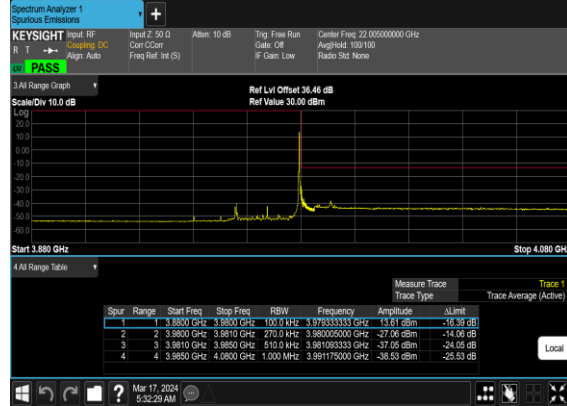 Spectrum Analyzer 1
Spurious Emissions
KEYSIGHT Input: RF Input Z: 50 Ω Atten: 10 dB Trig: Free Run Center Freq: 22.005000000 GHz
R T Coupling: DC Corr CCorr Gate: Off Avg|Hold: 100/100
Align: Auto Freq Ref: Int (S) IF Gain: Low Radio Std: None
PASS
3 All Range Graph
Ref Lvl Offset 36.46 dB
Scale/Div 10.0 dB Ref Value 30.00 dBm
Log
20.0
10.0
0.00
-10.0
-20.0
-30.0
-40.0
-50.0
-60.0
Start 3.880 GHz Stop 4.080 GHz
4 All Range Table
Measure Trace Trace 1
Trace Type Trace Average (Active)
Spur Range Start Freq Stop Freq RBW Frequency Amplitude ΔLimit
1 1 3.8800 GHz 3.9800 GHz 100.0 kHz 3.979333333 GHz 13.61 dBm -16.39 dB
2 2 3.9800 GHz 3.9810 GHz 270.0 kHz 3.980005000 GHz -27.06 dBm -14.06 dB
3 3 3.9810 GHz 3.9850 GHz 510.0 kHz 3.981093333 GHz -37.05 dBm -24.05 dB
4 4 3.9850 GHz 4.0800 GHz 1.000 MHz 3.991175000 GHz -38.53 dBm -25.53 dB
Local
Mar 17, 2024
5:32:29 AM